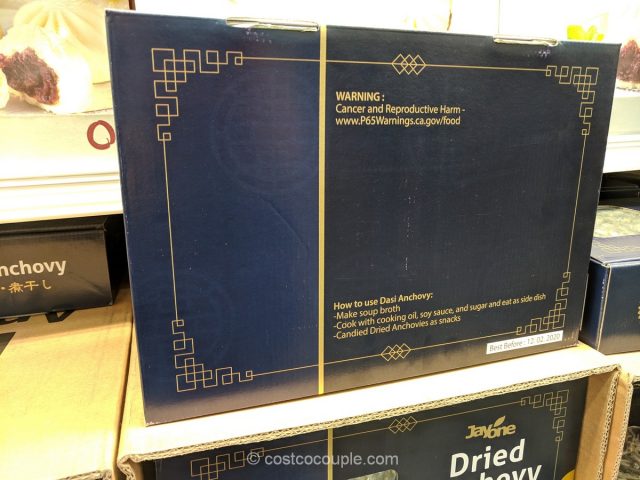 WARNING :
Cancer and Reproductive Harm -
www.P65Warnings.ca.gov/food
nchovy
・煮干し
How to use Dasi Anchovy:
-Make soup broth
-Cook with cooking oil, soy sauce, and sugar and eat as side dish
-Candied Dried Anchovies as snacks
Best Before : 12. 02. 2020
Jayone
Dried
chovy
© costcocouple.com